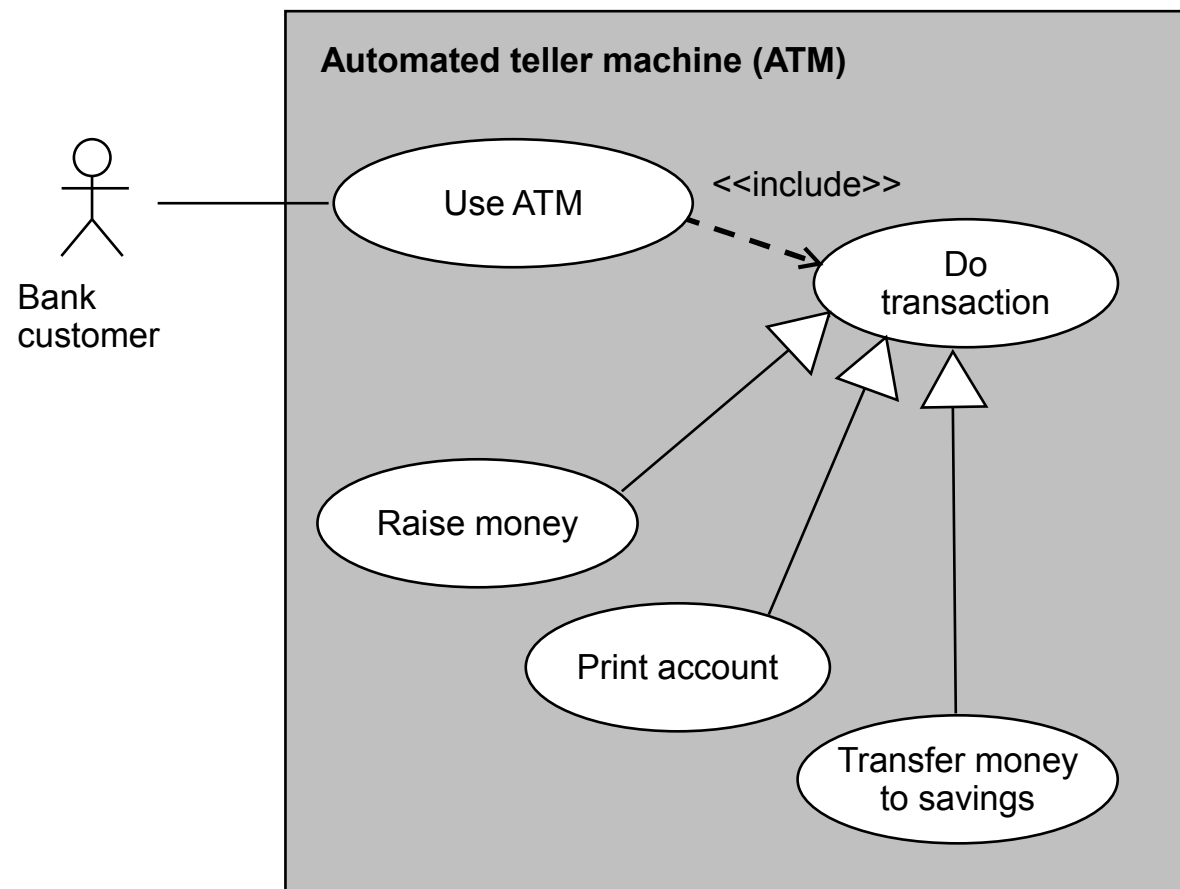 Automated teller machine (ATM)
Use ATM
<<include>>
Do
transaction
Bank
customer
Raise money
Print account
Transfer money
to savings